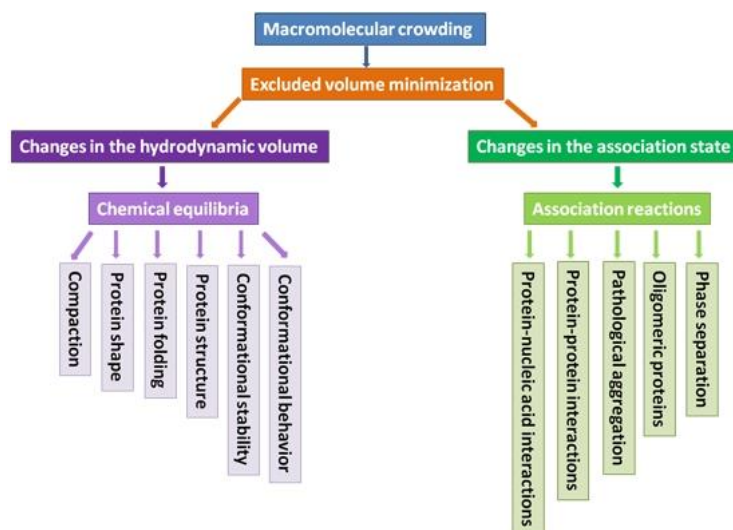 Macromolecular crowding
Excluded volume minimization
Changes in the hydrodynamic volume
Changes in the association state
Chemical equilibria
Association reactions
Compaction
Protein shape
Protein folding
Protein structure
Conformational stability
Conformational behavior
Protein-nucleic acid interactions
Protein-protein interactions
Pathological aggregation
Oligomeric proteins
Phase separation